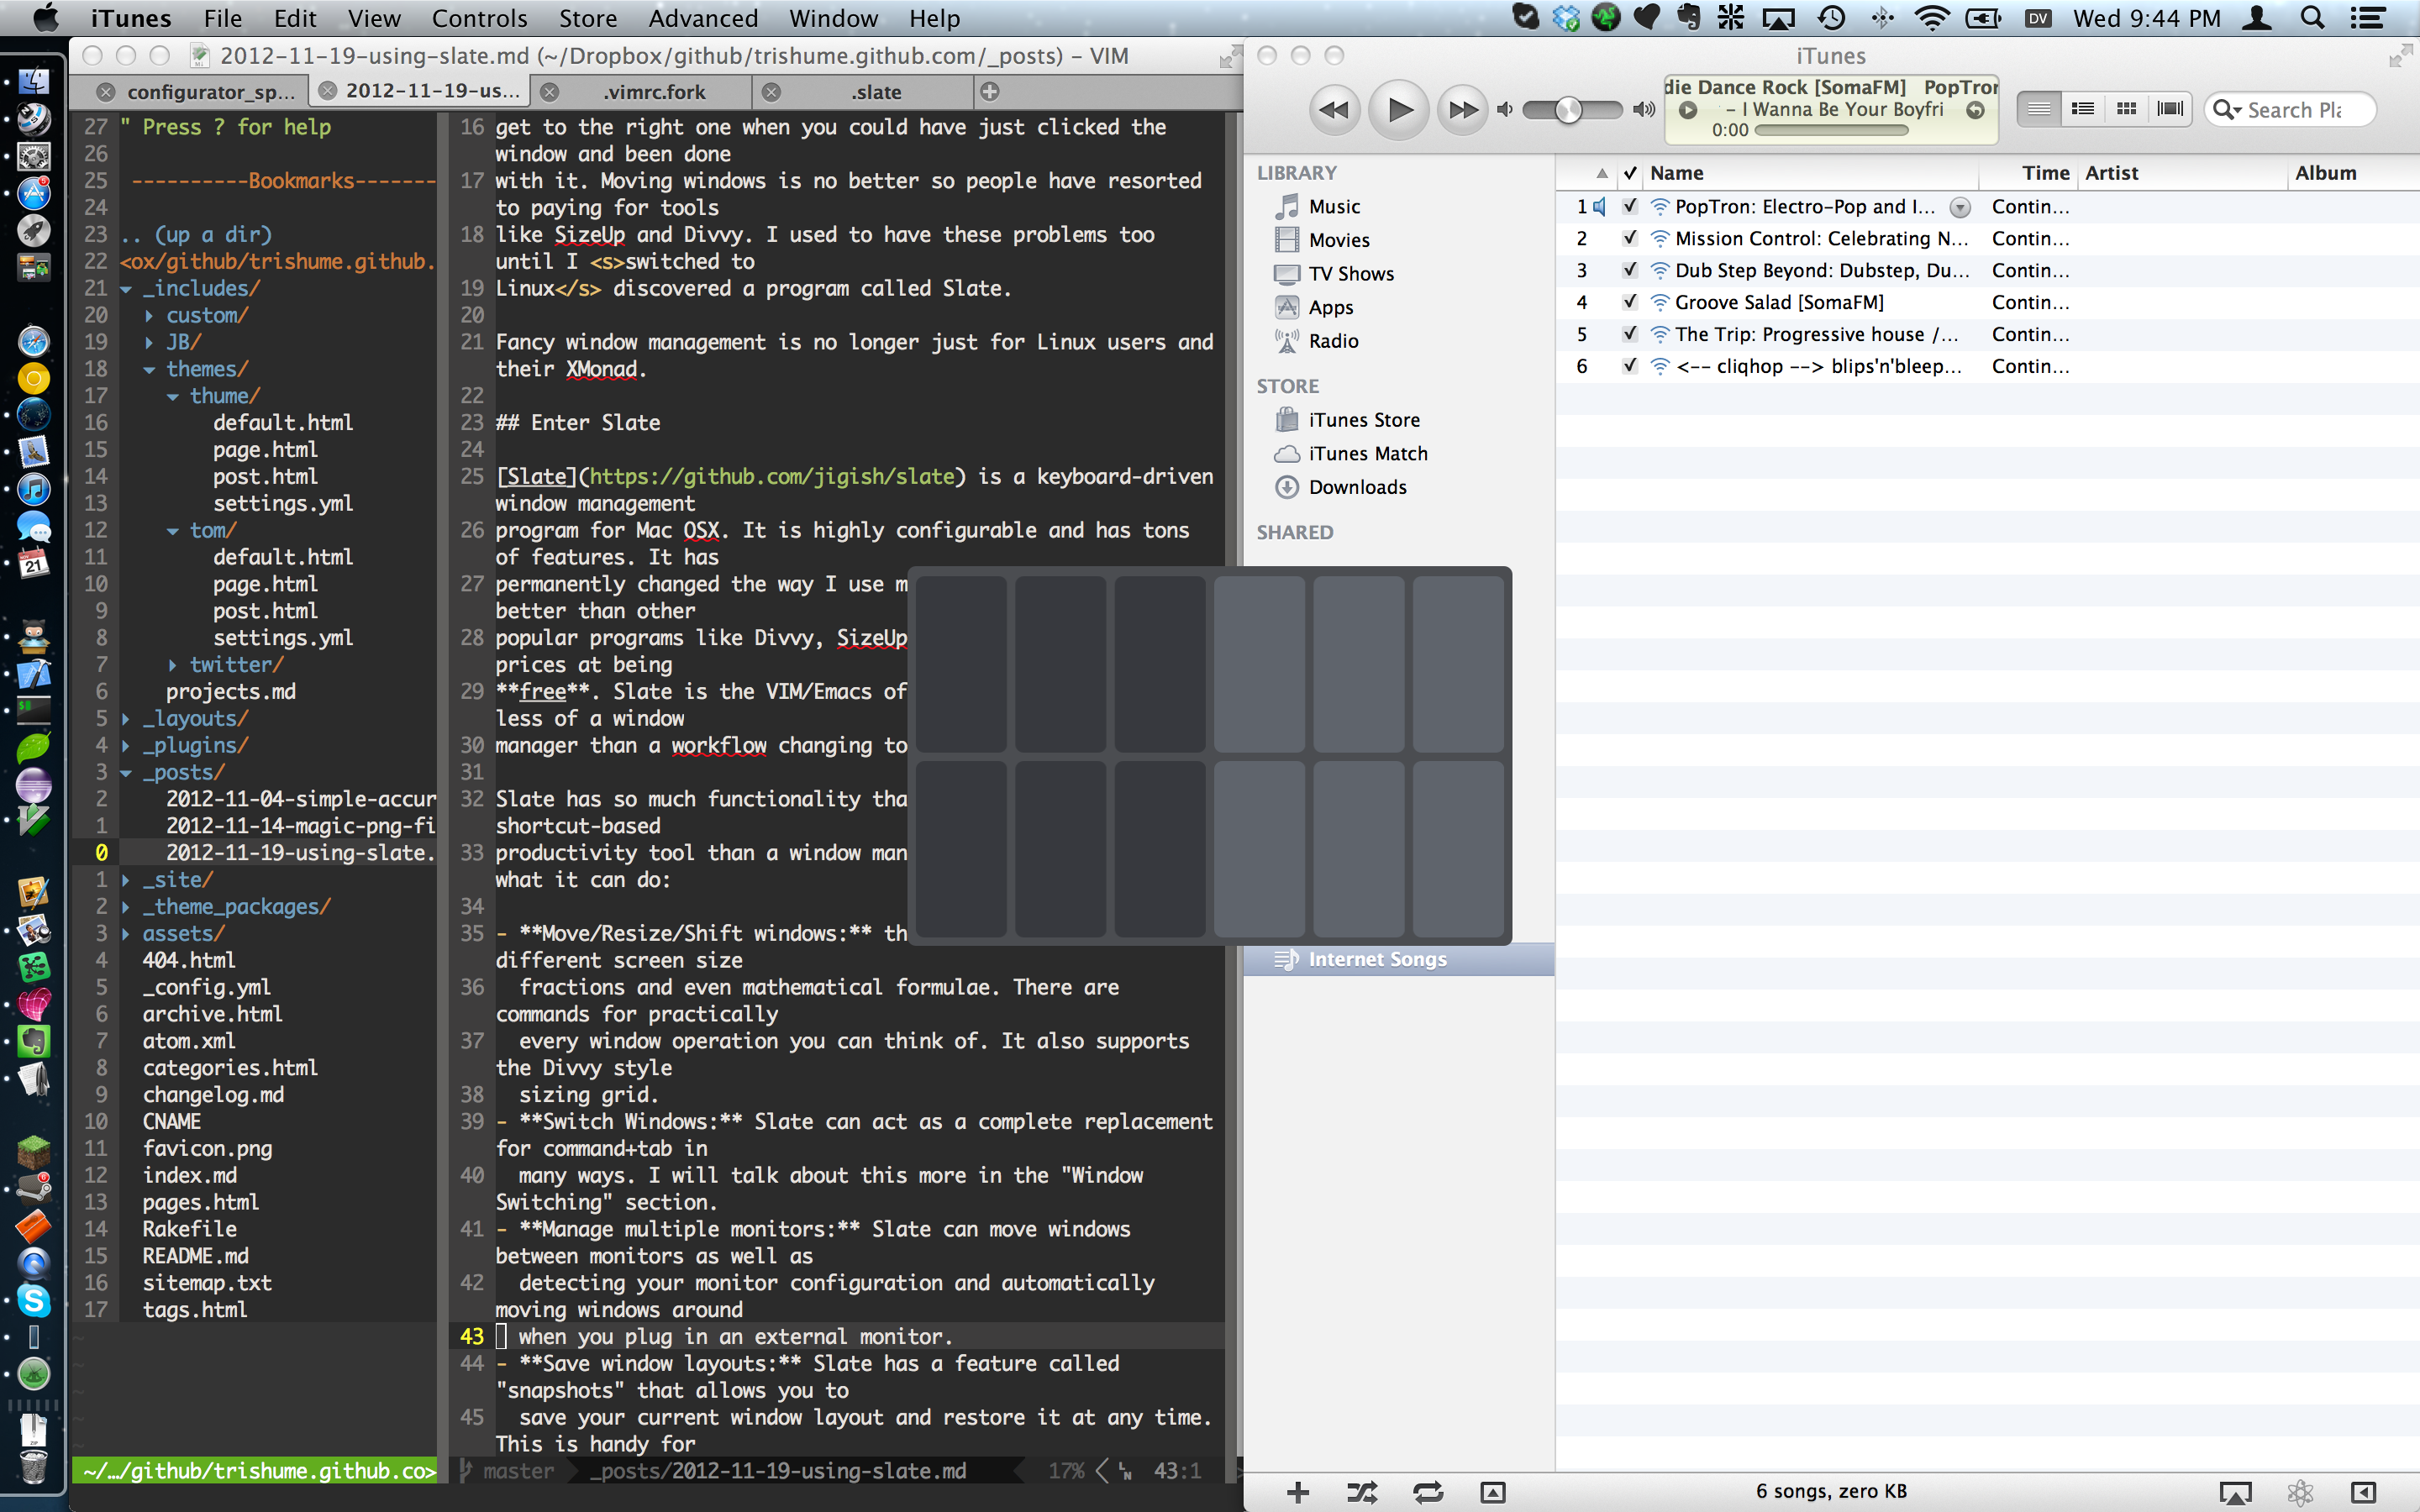 iTunes File Edit View Controls Store Advanced Window Help
DV Wed 9:44 PM
2012-11-19-using-slate.md (~/Dropbox/github/trishume.github.com/_posts) – VIM
configurator_sp... 2012-11-19-us... .vimrc.fork .slate
27 " Press ? for help
26
25 ----------Bookmarks-------
24
23 .. (up a dir)
22 <ox/github/trishume.github.
21 ▾ _includes/
20 ▸ custom/
19 ▸ JB/
18 ▾ themes/
17 ▾ thume/
16 default.html
15 page.html
14 post.html
13 settings.yml
12 ▾ tom/
11 default.html
10 page.html
9 post.html
8 settings.yml
7 ▸ twitter/
6 projects.md
5 ▸ _layouts/
4 ▸ _plugins/
3 ▾ _posts/
2 2012-11-04-simple-accur
1 2012-11-14-magic-png-fi
0 2012-11-19-using-slate.
1 ▸ _site/
2 ▸ _theme_packages/
3 ▸ assets/
4 404.html
5 _config.yml
6 archive.html
7 atom.xml
8 categories.html
9 changelog.md
10 CNAME
11 favicon.png
12 index.md
13 pages.html
14 Rakefile
15 README.md
16 sitemap.txt
17 tags.html
~
~
~
~
~
~/…/github/trishume.github.co>
16 get to the right one when you could have just clicked the
window and been done
17 with it. Moving windows is no better so people have resorted
to paying for tools
18 like SizeUp and Divvy. I used to have these problems too
until I <s>switched to
19 Linux</s> discovered a program called Slate.
20
21 Fancy window management is no longer just for Linux users and
their XMonad.
22
23 ## Enter Slate
24
25 [Slate](https://github.com/jigish/slate) is a keyboard-driven
window management
26 program for Mac OSX. It is highly configurable and has tons
of features. It has
27 permanently changed the way I use m
better than other
28 popular programs like Divvy, SizeUp
prices at being
29 **free**. Slate is the VIM/Emacs of
less of a window
30 manager than a workflow changing to
31
32 Slate has so much functionality tha
shortcut-based
33 productivity tool than a window man
what it can do:
34
35 - **Move/Resize/Shift windows:** th
different screen size
36 fractions and even mathematical formulae. There are
commands for practically
37 every window operation you can think of. It also supports
the Divvy style
38 sizing grid.
39 - **Switch Windows:** Slate can act as a complete replacement
for command+tab in
40 many ways. I will talk about this more in the "Window
Switching" section.
41 - **Manage multiple monitors:** Slate can move windows
between monitors as well as
42 detecting your monitor configuration and automatically
moving windows around
43 when you plug in an external monitor.
44 - **Save window layouts:** Slate has a feature called
"snapshots" that allows you to
45 save your current window layout and restore it at any time.
This is handy for
master _posts/2012-11-19-using-slate.md 17% LN 43:1
iTunes
die Dance Rock [SomaFM] PopTron
– I Wanna Be Your Boyfri
0:00
Search Pla
LIBRARY
Music
Movies
TV Shows
Apps
Radio
STORE
iTunes Store
iTunes Match
Downloads
SHARED
Internet Songs
✓ Name Time Artist Album
1 ✓ PopTron: Electro-Pop and I... Contin...
2 ✓ Mission Control: Celebrating N... Contin...
3 ✓ Dub Step Beyond: Dubstep, Du... Contin...
4 ✓ Groove Salad [SomaFM] Contin...
5 ✓ The Trip: Progressive house /... Contin...
6 ✓ <-- cliqhop --> blips'n'bleep... Contin...
6 songs, zero KB
NOV
21